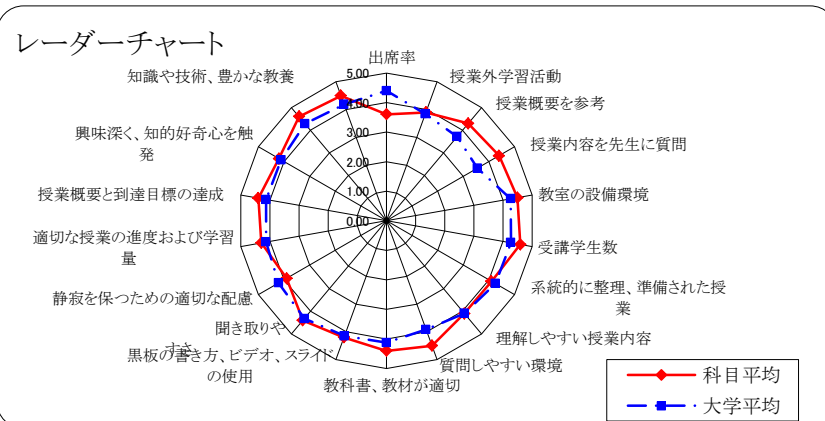 レーダーチャート
出席率
授業外学習活動
授業概要を参考
授業内容を先生に質問
教室の設備環境
受講学生数
系統的に整理、準備された授
業
理解しやすい授業内容
質問しやすい環境
教科書、教材が適切
黒板の書き方、ビデオ、スライド
の使用
聞き取りや
すさ
静寂を保つための適切な配慮
適切な授業の進度および学習
量
授業概要と到達目標の達成
興味深く、知的好奇心を触
発
知識や技術、豊かな教養
5.00
4.00
3.00
2.00
1.00
0.00
科目平均
大学平均